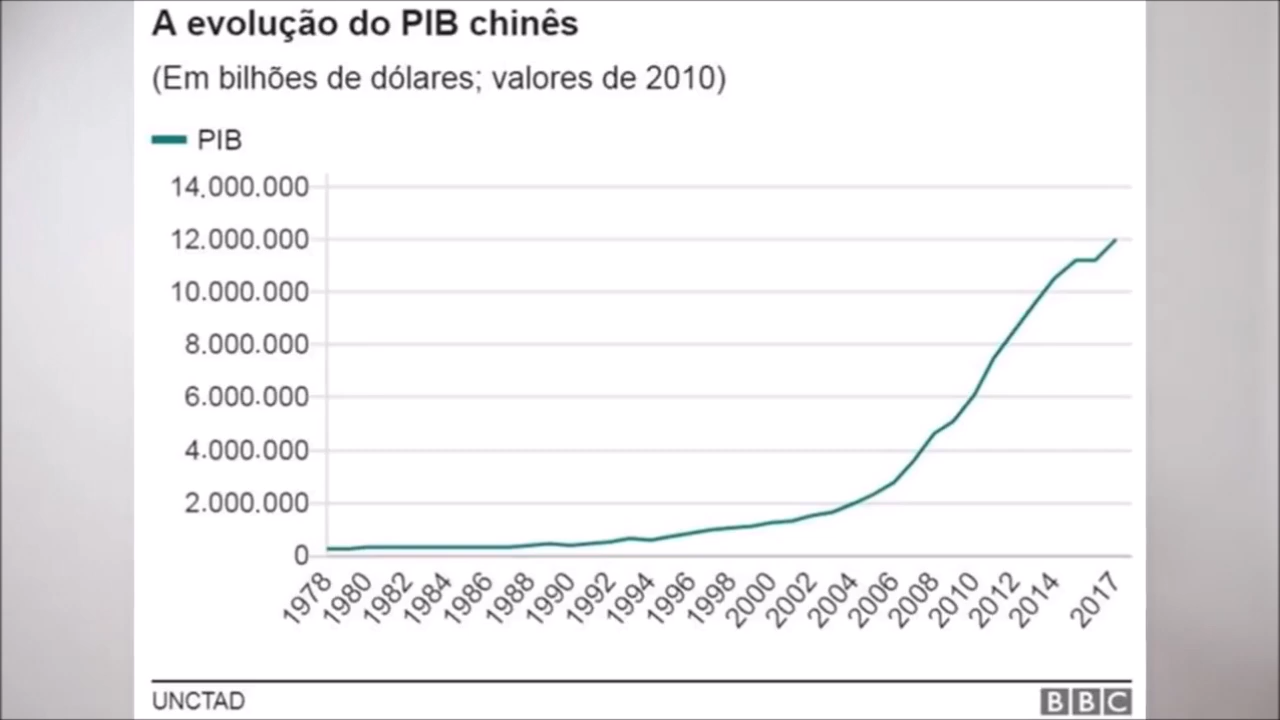 A evolução do PIB chinês
(Em bilhões de dólares; valores de 2010)
PIB
14.000.000
12.000.000
10.000.000
8.000.000
6.000.000
4.000.000
2.000.000
0
1978 1980 1982 1984 1986 1988 1990 1992 1994 1996 1998 2000 2002 2004 2006 2008 2010 2012 2014 2017
UNCTAD BBC